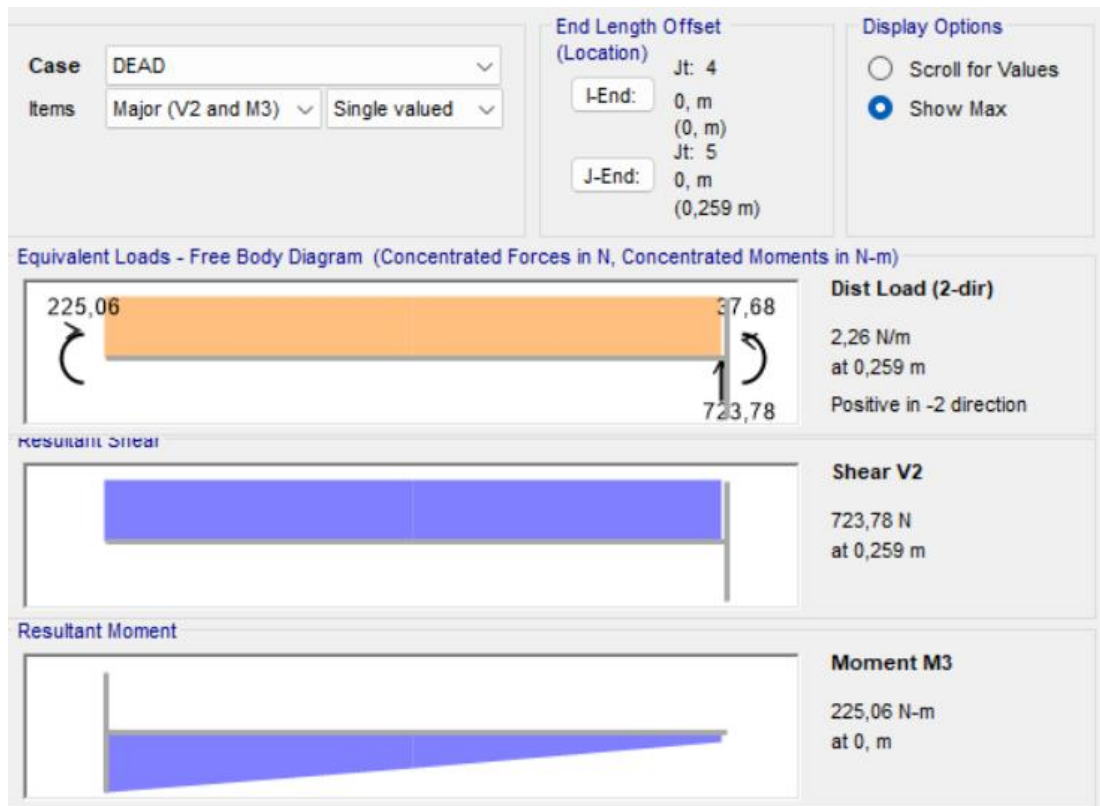 Case
DEAD
Items
Major (V2 and M3)
Single valued
End Length Offset
(Location)
I-End:
Jt: 4
0, m
(0, m)
J-End:
Jt: 5
0, m
(0,259 m)
Display Options
Scroll for Values
Show Max
Equivalent Loads - Free Body Diagram (Concentrated Forces in N, Concentrated Moments in N-m)
225,06
37,68
723,78
Dist Load (2-dir)
2,26 N/m
at 0,259 m
Positive in -2 direction
Resultant Shear
Shear V2
723,78 N
at 0,259 m
Resultant Moment
Moment M3
225,06 N-m
at 0, m